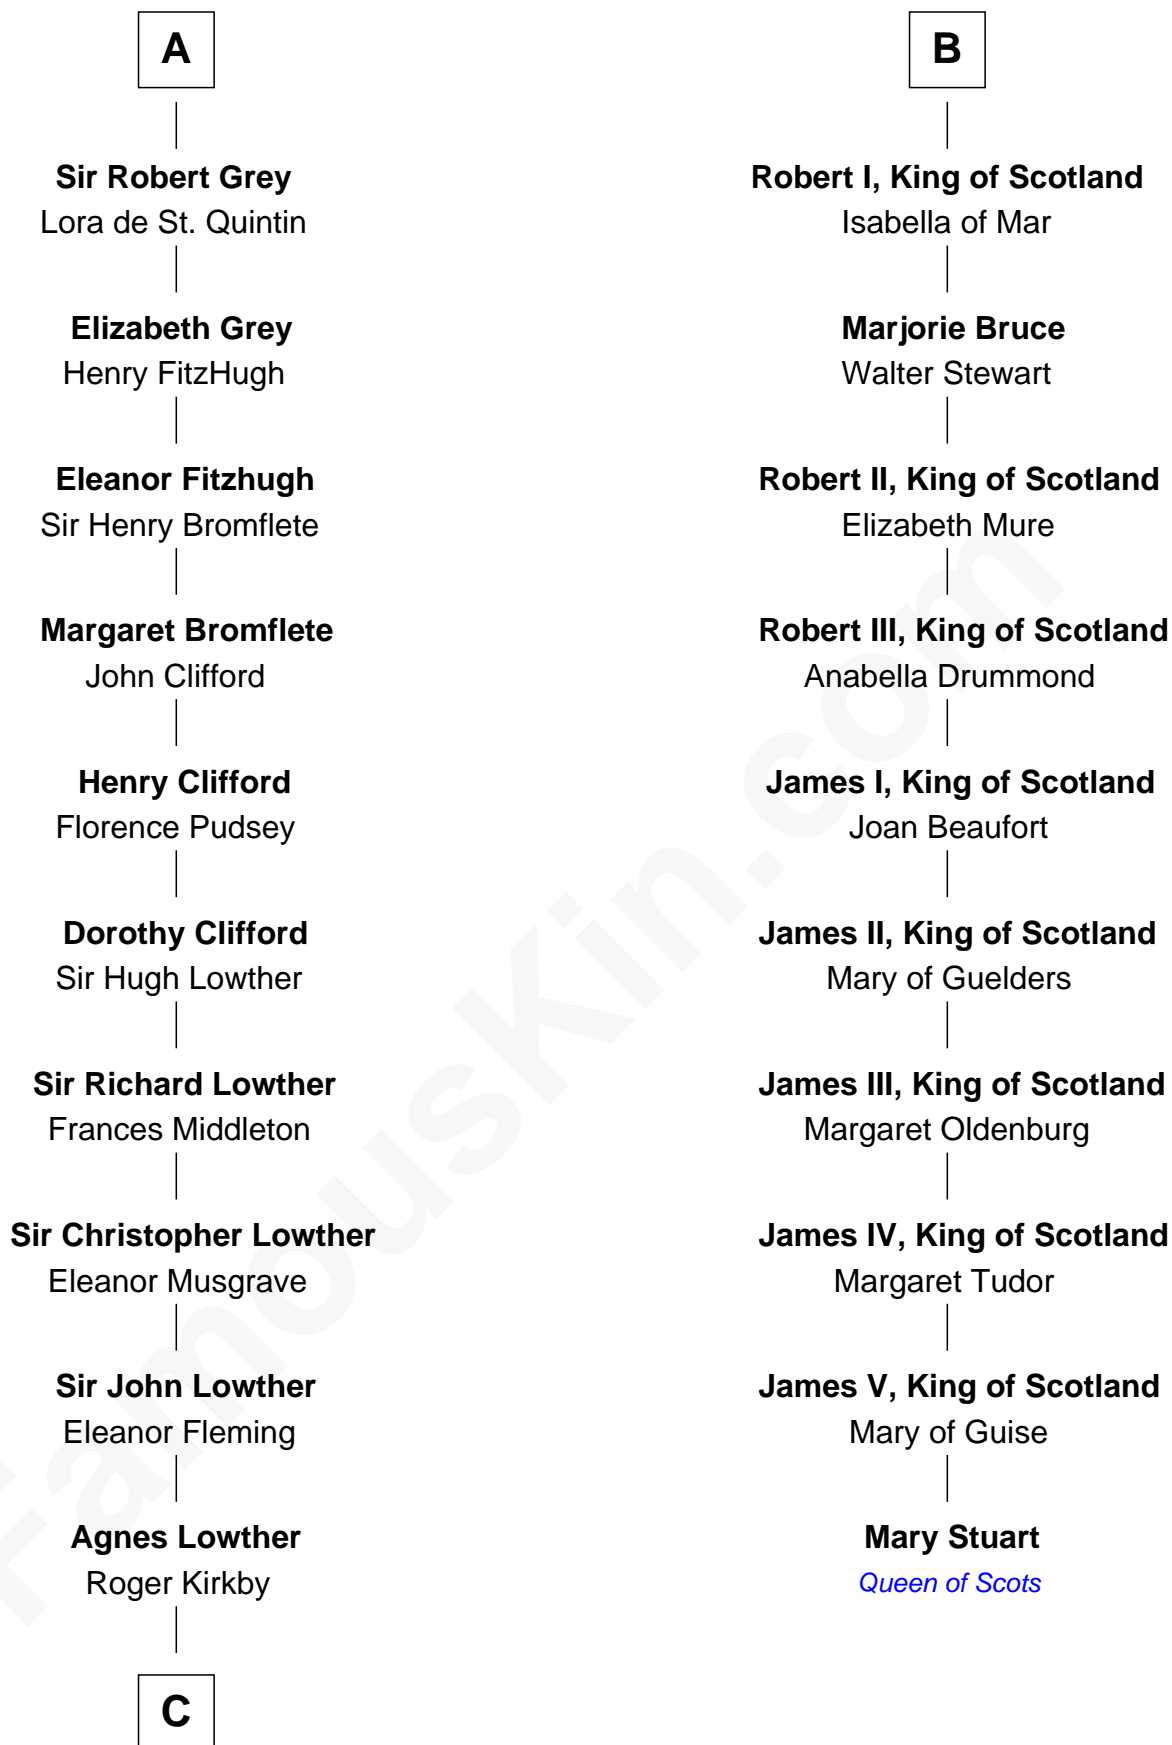 A
Sir Robert Grey
Lora de St. Quintin
Elizabeth Grey
Henry FitzHugh
Eleanor Fitzhugh
Sir Henry Bromflete
Margaret Bromflete
John Clifford
Henry Clifford
Florence Pudsey
Dorothy Clifford
Sir Hugh Lowther
Sir Richard Lowther
Frances Middleton
Sir Christopher Lowther
Eleanor Musgrave
Sir John Lowther
Eleanor Fleming
Agnes Lowther
Roger Kirkby
C
B
Robert I, King of Scotland
Isabella of Mar
Marjorie Bruce
Walter Stewart
Robert II, King of Scotland
Elizabeth Mure
Robert III, King of Scotland
Anabella Drummond
James I, King of Scotland
Joan Beaufort
James II, King of Scotland
Mary of Guelders
James III, King of Scotland
Margaret Oldenburg
James IV, King of Scotland
Margaret Tudor
James V, King of Scotland
Mary of Guise
Mary Stuart
Queen of Scots
FamousKin.com